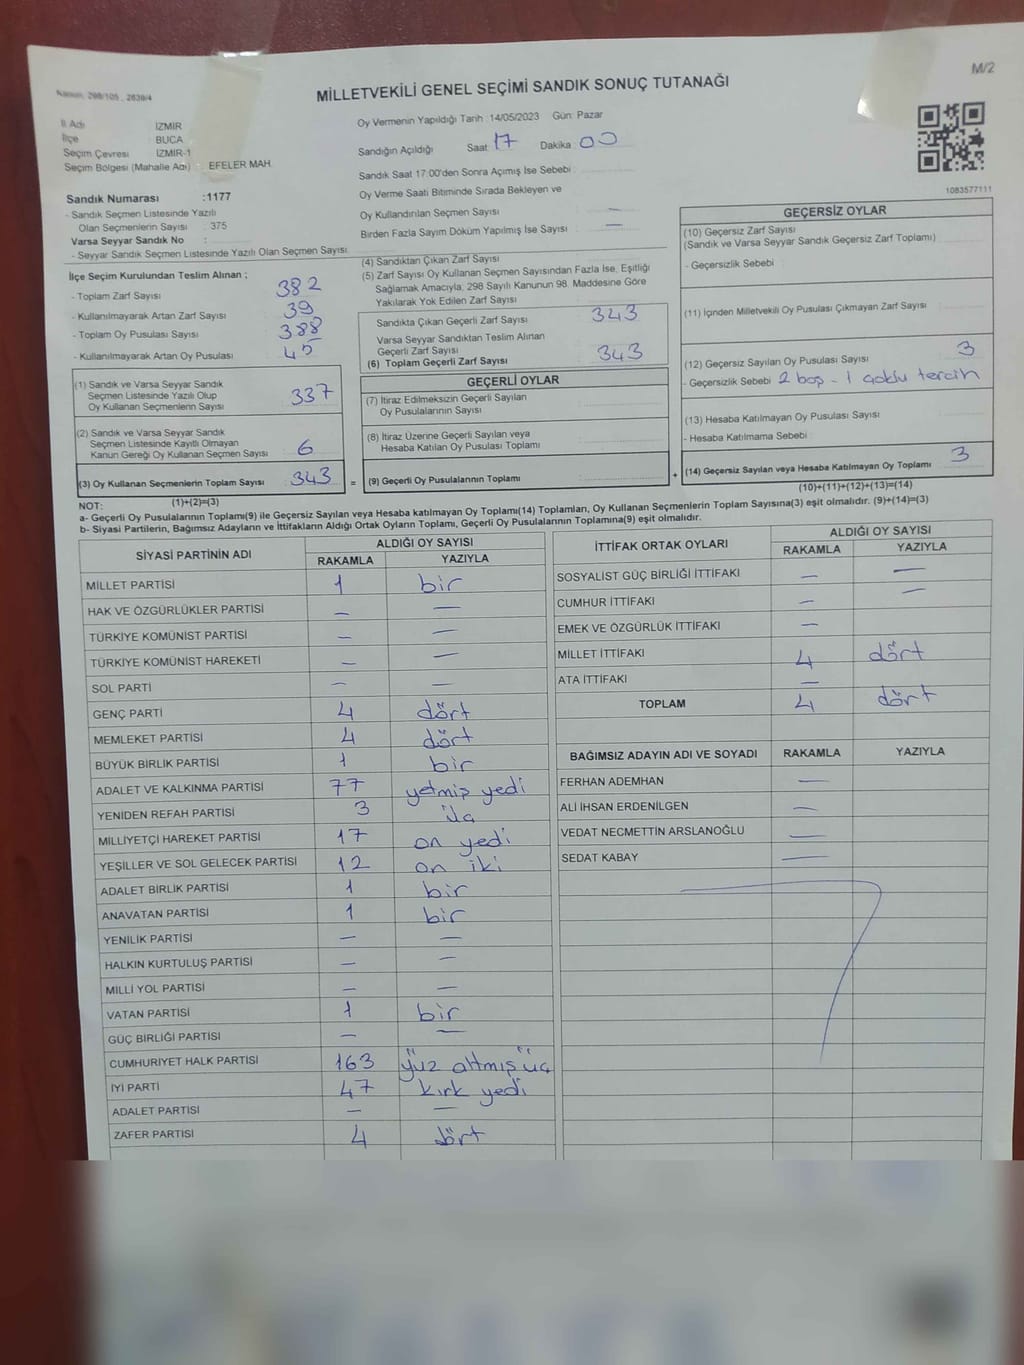 Kanun: 298/105 , 2839/4
M/2
MİLLETVEKİLİ GENEL SEÇİMİ SANDIK SONUÇ TUTANAĞI
İl Adı İZMİR
İlçe BUCA
Seçim Çevresi İZMİR-1
Seçim Bölgesi (Mahalle Adı) : EFELER MAH.
Oy Vermenin Yapıldığı Tarih : 14/05/2023 Gün: Pazar
Sandığın Açıldığı Saat : 17 Dakika : 00
Sandık Saat 17:00'den Sonra Açımış İse Sebebi :
Oy Verme Saati Bitiminde Sırada Bekleyen ve
Oy Kullandırılan Seçmen Sayısı : —
Birden Fazla Sayım Döküm Yapılmış İse Sayısı : —
1083577111
Sandık Numarası :1177
- Sandık Seçmen Listesinde Yazılı
Olan Seçmenlerin Sayısı : 375
Varsa Seyyar Sandık No :
- Seyyar Sandık Seçmen Listesinde Yazılı Olan Seçmen Sayısı :
İlçe Seçim Kurulundan Teslim Alınan ;
- Toplam Zarf Sayısı : 382
- Kullanılmayarak Artan Zarf Sayısı : 39
- Toplam Oy Pusulası Sayısı : 388
- Kullanılmayarak Artan Oy Pusulası : 45
(1) Sandık ve Varsa Seyyar Sandık
Seçmen Listesinde Yazılı Olup
Oy Kullanan Seçmenlerin Sayısı : 337
(2) Sandık ve Varsa Seyyar Sandık
Seçmen Listesinde Kayıtlı Olmayan
Kanun Gereği Oy Kullanan Seçmen Sayısı : 6
(3) Oy Kullanan Seçmenlerin Toplam Sayısı : 343
(1)+(2)=(3)
(4) Sandıktan Çıkan Zarf Sayısı :
(5) Zarf Sayısı Oy Kullanan Seçmen Sayısından Fazla İse, Eşitliği
Sağlamak Amacıyla, 298 Sayılı Kanunun 98. Maddesine Göre
Yakılarak Yok Edilen Zarf Sayısı :
Sandıkta Çıkan Geçerli Zarf Sayısı : 343
Varsa Seyyar Sandıktan Teslim Alınan
Geçerli Zarf Sayısı :
(6) Toplam Geçerli Zarf Sayısı : 343
GEÇERLİ OYLAR
(7) İtiraz Edilmeksizin Geçerli Sayılan
Oy Pusulalarının Sayısı :
(8) İtiraz Üzerine Geçerli Sayılan veya
Hesaba Katılan Oy Pusulası Toplamı :
= (9) Geçerli Oy Pusulalarının Toplamı : +
GEÇERSİZ OYLAR
(10) Geçersiz Zarf Sayısı
(Sandık ve Varsa Seyyar Sandık Geçersiz Zarf Toplamı) :
- Geçersizlik Sebebi :
(11) İçinden Milletvekili Oy Pusulası Çıkmayan Zarf Sayısı :
(12) Geçersiz Sayılan Oy Pusulası Sayısı : 3
- Geçersizlik Sebebi : 2 boş - 1 çoklu tercih
(13) Hesaba Katılmayan Oy Pusulası Sayısı :
- Hesaba Katılmama Sebebi :
(14) Geçersiz Sayılan veya Hesaba Katılmayan Oy Toplamı : 3
(10)+(11)+(12)+(13)=(14)
NOT:
a- Geçerli Oy Pusulalarının Toplamı(9) ile Geçersiz Sayılan veya Hesaba katılmayan Oy Toplamı(14) Toplamları, Oy Kullanan Seçmenlerin Toplam Sayısına(3) eşit olmalıdır. (9)+(14)=(3)
b- Siyasi Partilerin, Bağımsız Adayların ve İttifakların Aldığı Ortak Oyların Toplamı, Geçerli Oy Pusulalarının Toplamına(9) eşit olmalıdır.
SİYASİ PARTİNİN ADI ALDIĞI OY SAYISI
RAKAMLA YAZIYLA
MİLLET PARTİSİ 1 bir
HAK VE ÖZGÜRLÜKLER PARTİSİ — —
TÜRKİYE KOMÜNİST PARTİSİ — —
TÜRKİYE KOMÜNİST HAREKETİ — —
SOL PARTİ — —
GENÇ PARTİ 4 dört
MEMLEKET PARTİSİ 4 dört
BÜYÜK BİRLİK PARTİSİ 1 bir
ADALET VE KALKINMA PARTİSİ 77 yetmiş yedi
YENİDEN REFAH PARTİSİ 3 üç
MİLLİYETÇİ HAREKET PARTİSİ 17 on yedi
YEŞİLLER VE SOL GELECEK PARTİSİ 12 on iki
ADALET BİRLİK PARTİSİ 1 bir
ANAVATAN PARTİSİ 1 bir
YENİLİK PARTİSİ — —
HALKIN KURTULUŞ PARTİSİ — —
MİLLİ YOL PARTİSİ — —
VATAN PARTİSİ 1 bir
GÜÇ BİRLİĞİ PARTİSİ — —
CUMHURİYET HALK PARTİSİ 163 yüz altmış üç
İYİ PARTİ 47 kırk yedi
ADALET PARTİSİ — —
ZAFER PARTİSİ 4 dört
İTTİFAK ORTAK OYLARI ALDIĞI OY SAYISI
RAKAMLA YAZIYLA
SOSYALİST GÜÇ BİRLİĞİ İTTİFAKI — —
CUMHUR İTTİFAKI — —
EMEK VE ÖZGÜRLÜK İTTİFAKI —
MİLLET İTTİFAKI 4 dört
ATA İTTİFAKI —
TOPLAM 4 dört
BAĞIMSIZ ADAYIN ADI VE SOYADI RAKAMLA YAZIYLA
FERHAN ADEMHAN —
ALİ İHSAN ERDENİLGEN —
VEDAT NECMETTİN ARSLANOĞLU —
SEDAT KABAY —